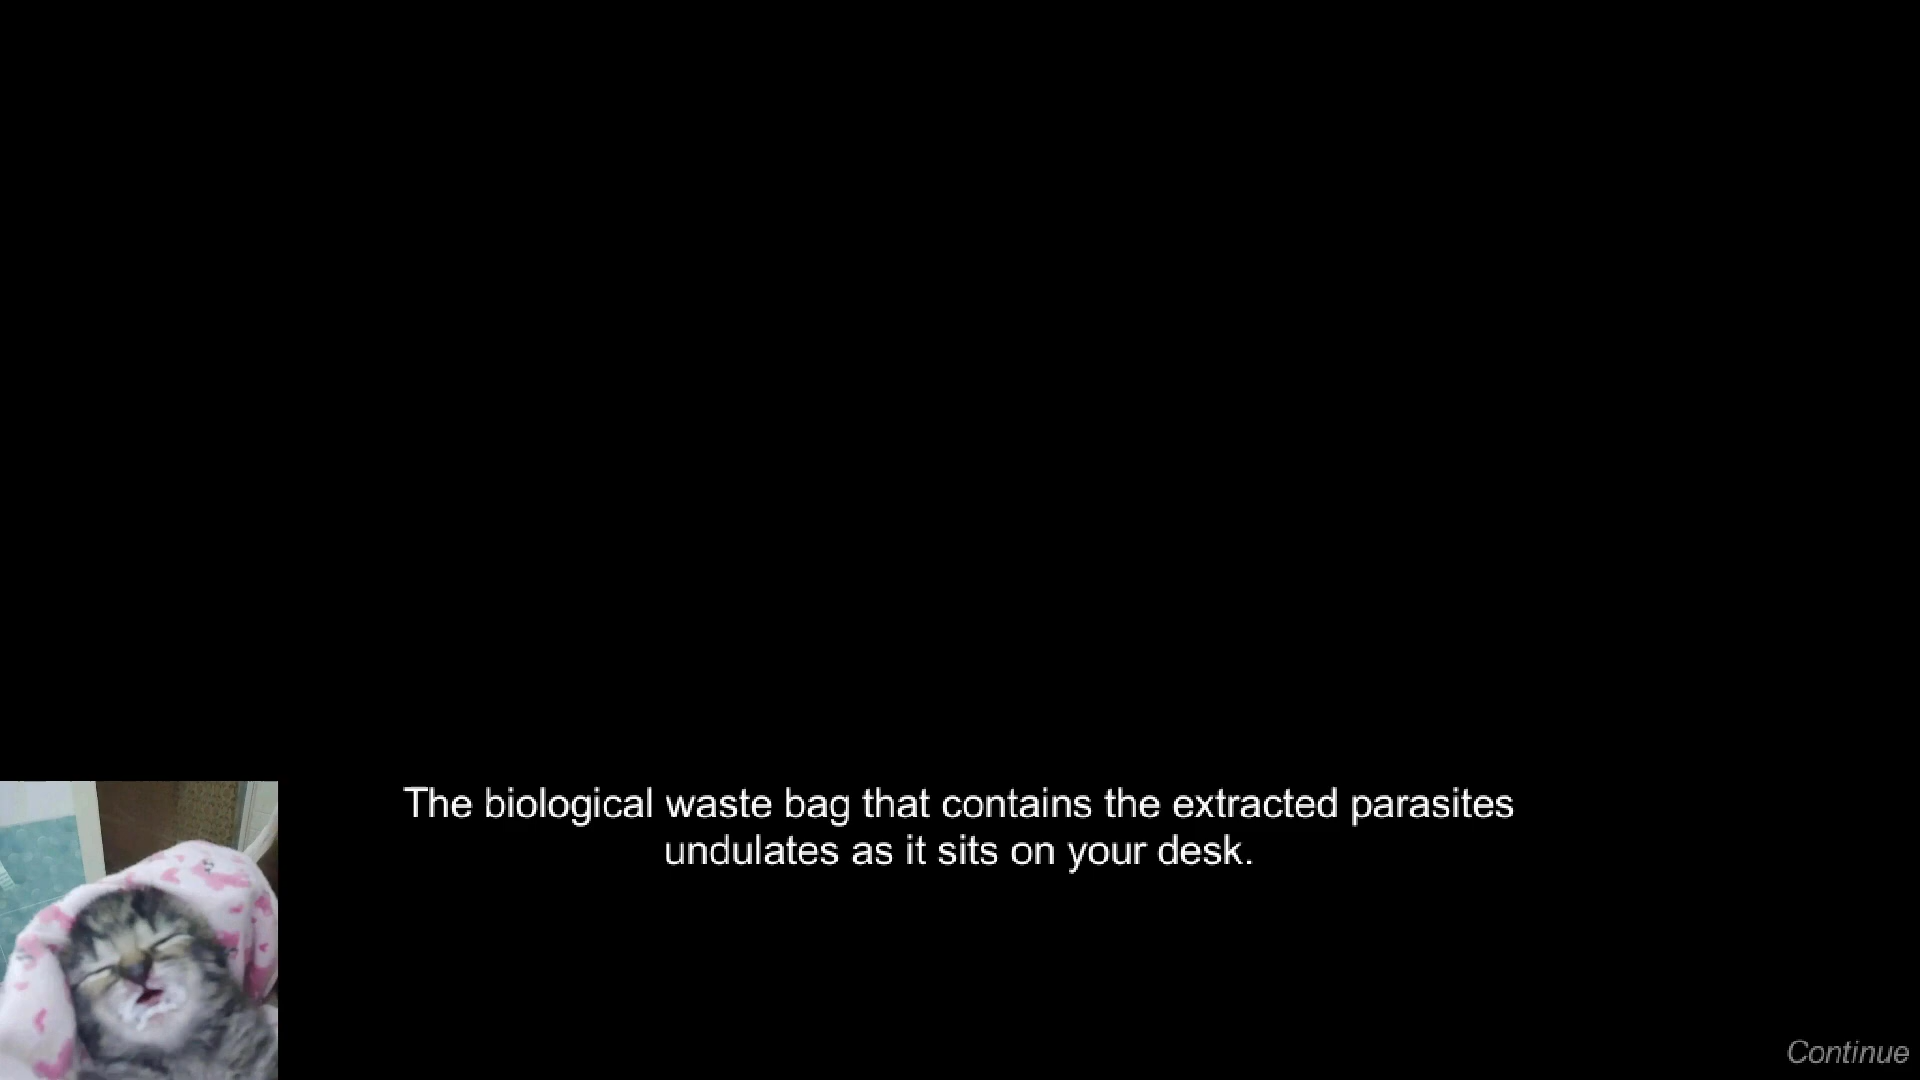 The biological waste bag that contains the extracted parasites
undulates as it sits on your desk.
Continue